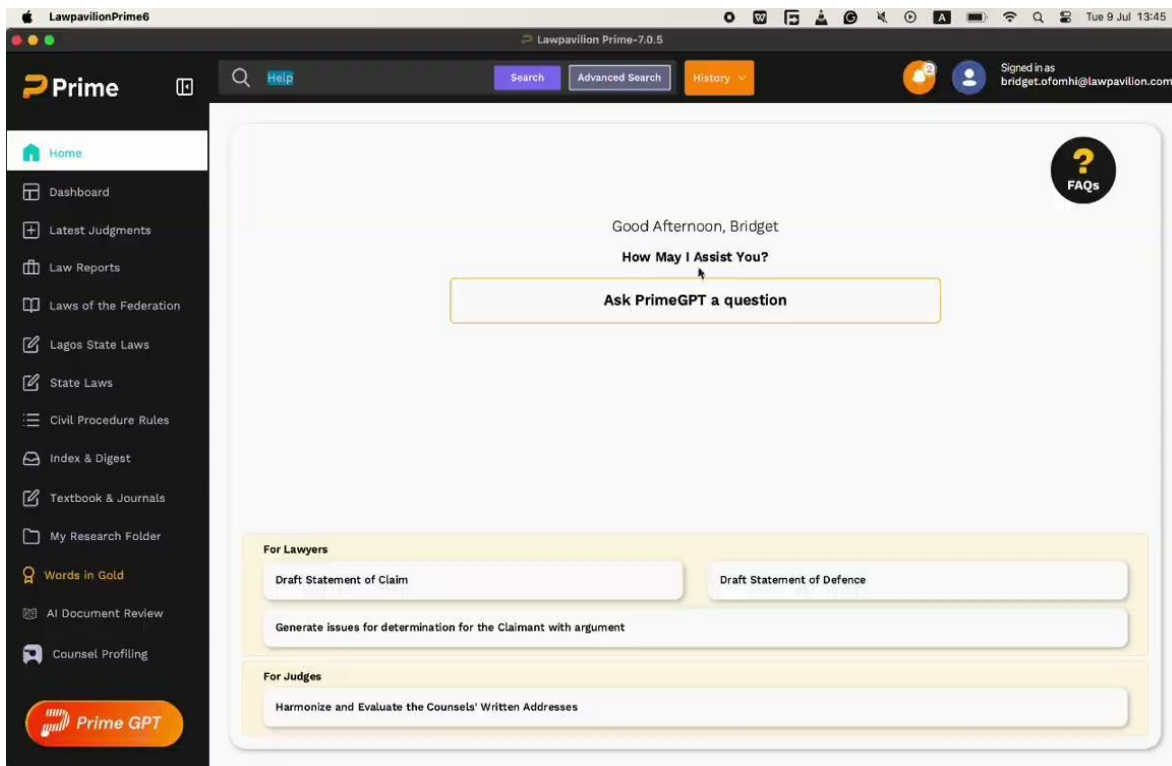 LawpavilionPrime6
Tue 9 Jul 13:45
Lawpavilion Prime-7.0.5
Prime
Help
Search
Advanced Search
History
2
Signed in as
bridget.ofomhi@lawpavilion.com
Home
Dashboard
Latest Judgments
Law Reports
Laws of the Federation
Lagos State Laws
State Laws
Civil Procedure Rules
Index & Digest
Textbook & Journals
My Research Folder
Words in Gold
AI Document Review
Counsel Profiling
Prime GPT
?
FAQs
Good Afternoon, Bridget
How May I Assist You?
Ask PrimeGPT a question
For Lawyers
Draft Statement of Claim
Draft Statement of Defence
Generate issues for determination for the Claimant with argument
For Judges
Harmonize and Evaluate the Counsels' Written Addresses